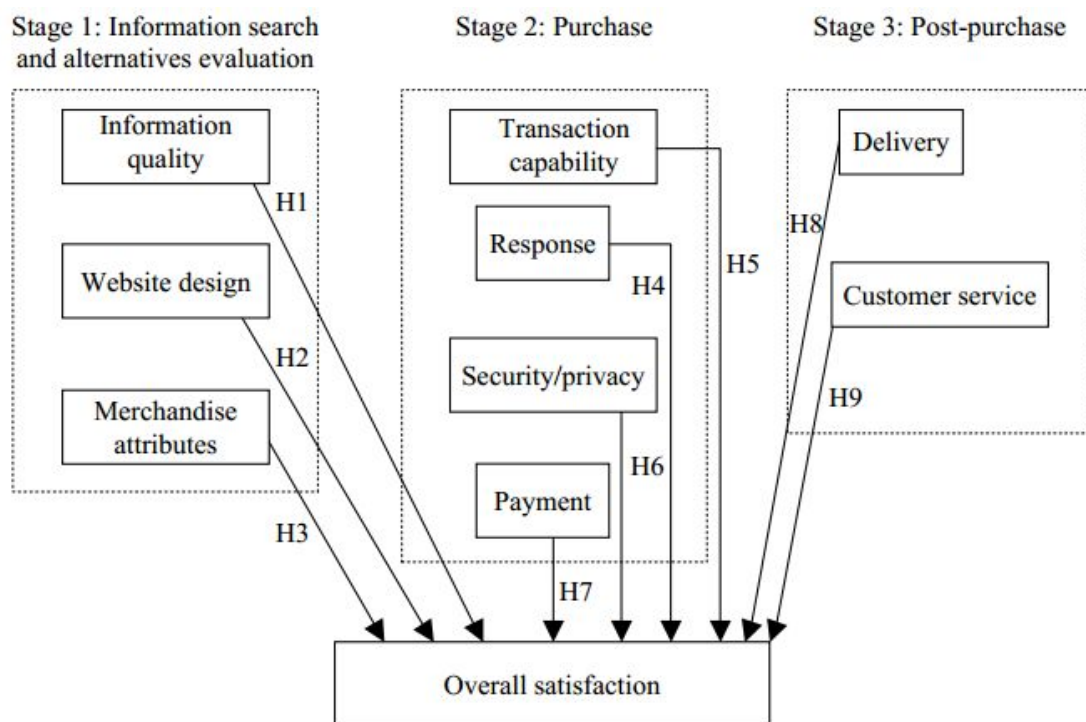 Stage 1: Information search
and alternatives evaluation
Information
quality
H1
Website design
H2
Merchandise
attributes
H3
Stage 2: Purchase
Transaction
capability
Response
H4
H5
Security/privacy
H6
Payment
H7
Stage 3: Post-purchase
Delivery
H8
Customer service
H9
Overall satisfaction